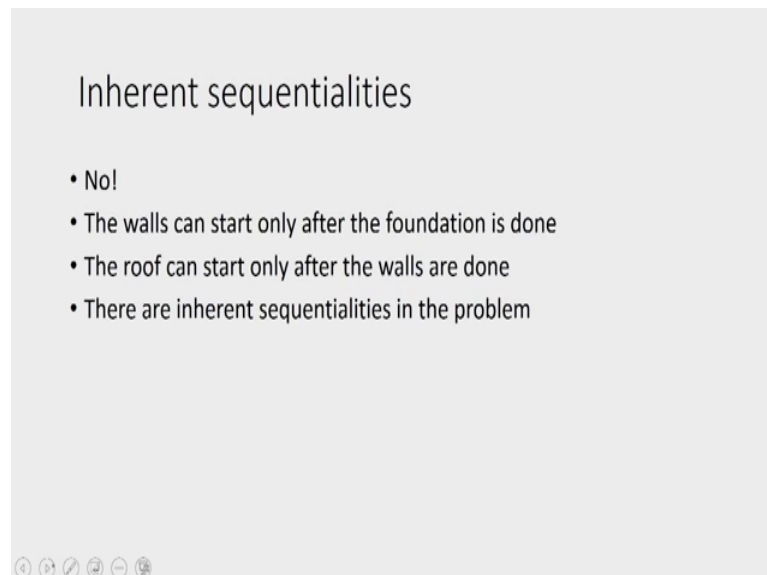 Inherent sequentialities
• No!
• The walls can start only after the foundation is done
• The roof can start only after the walls are done
• There are inherent sequentialities in the problem